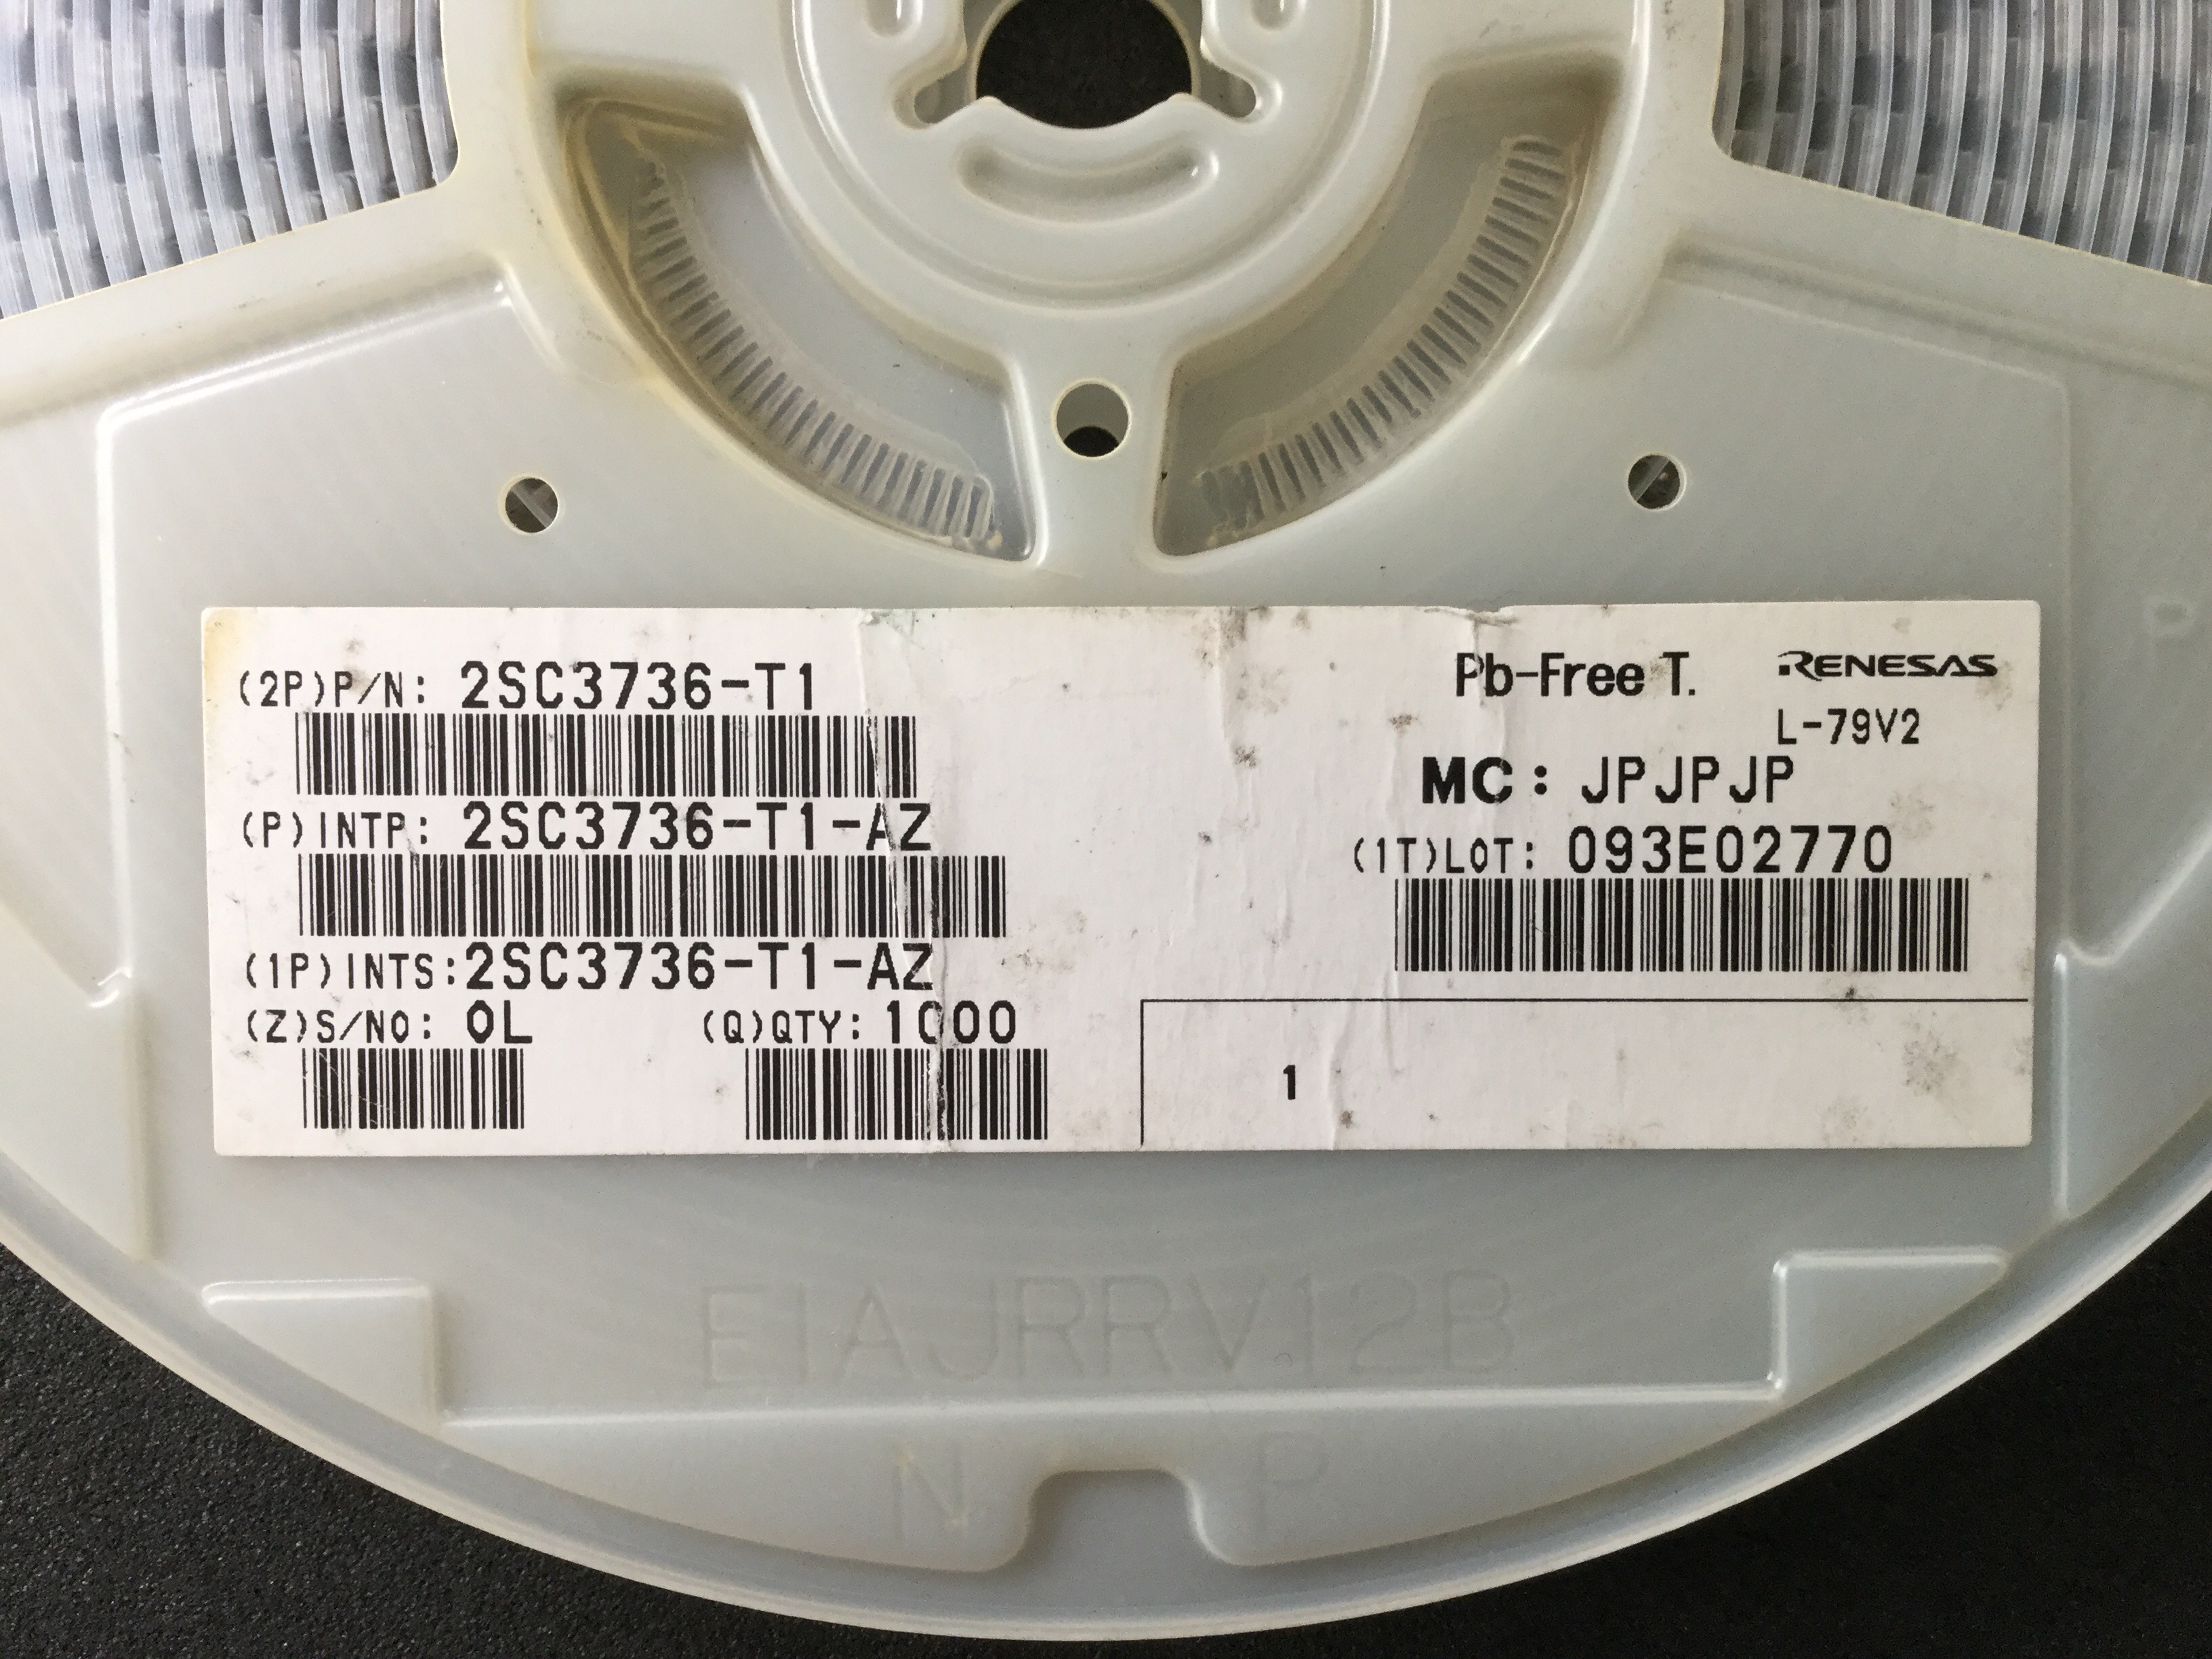 (2P)P/N: 2SC3736-T1
Pb-Free T. RENESAS
L-79V2
(P)INTP: 2SC3736-T1-AZ
MC: JPJPJP
(1T)LOT: 093E02770
(1P)INTS:2SC3736-T1-AZ
(Z)S/NO: 0L (Q)QTY: 1000
1
EIAJRRV12B
N P